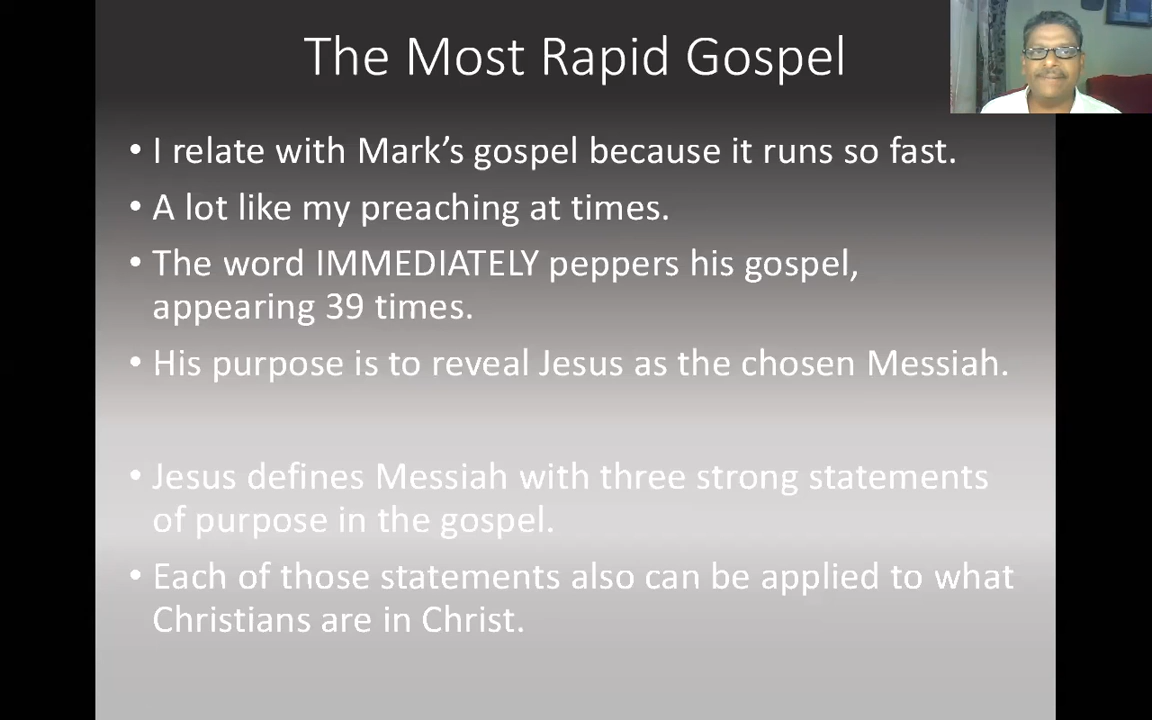 The Most Rapid Gospel
• I relate with Mark’s gospel because it runs so fast.
• A lot like my preaching at times.
• The word IMMEDIATELY peppers his gospel,
appearing 39 times.
• His purpose is to reveal Jesus as the chosen Messiah.
• Jesus defines Messiah with three strong statements
of purpose in the gospel.
• Each of those statements also can be applied to what
Christians are in Christ.